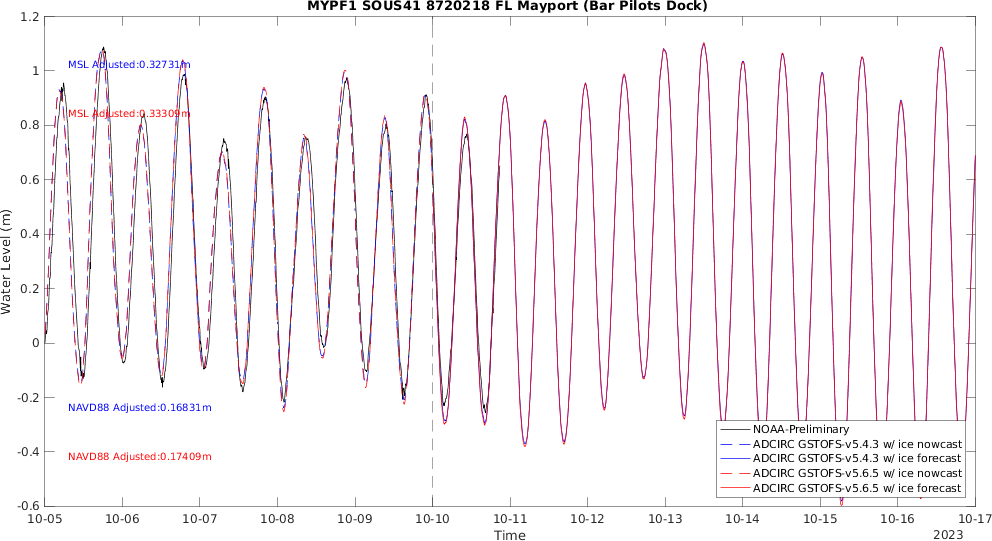 MYPF1 SOUS41 8720218 FL Mayport (Bar Pilots Dock)
1.2
1
0.8
0.6
0.4
0.2
0
-0.2
-0.4
-0.6
Water Level (m)
MSL Adjusted:0.32731m
MSL Adjusted:0.33309m
NAVD88 Adjusted:0.16831m
NAVD88 Adjusted:0.17409m
NOAA-Preliminary
ADCIRC GSTOFS-v5.4.3 w/ ice nowcast
ADCIRC GSTOFS-v5.4.3 w/ ice forecast
ADCIRC GSTOFS-v5.6.5 w/ ice nowcast
ADCIRC GSTOFS-v5.6.5 w/ ice forecast
10-05 10-06 10-07 10-08 10-09 10-10 10-11 10-12 10-13 10-14 10-15 10-16 10-17
Time
2023